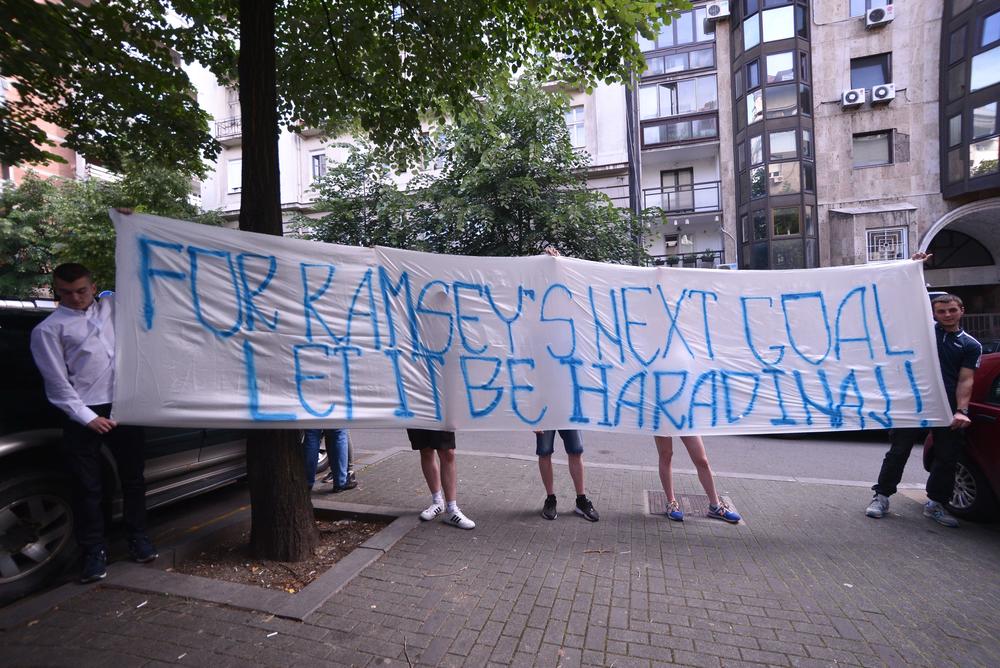 FOR RAMSEY'S NEXT GOAL
LET IT BE HARADINAJ!